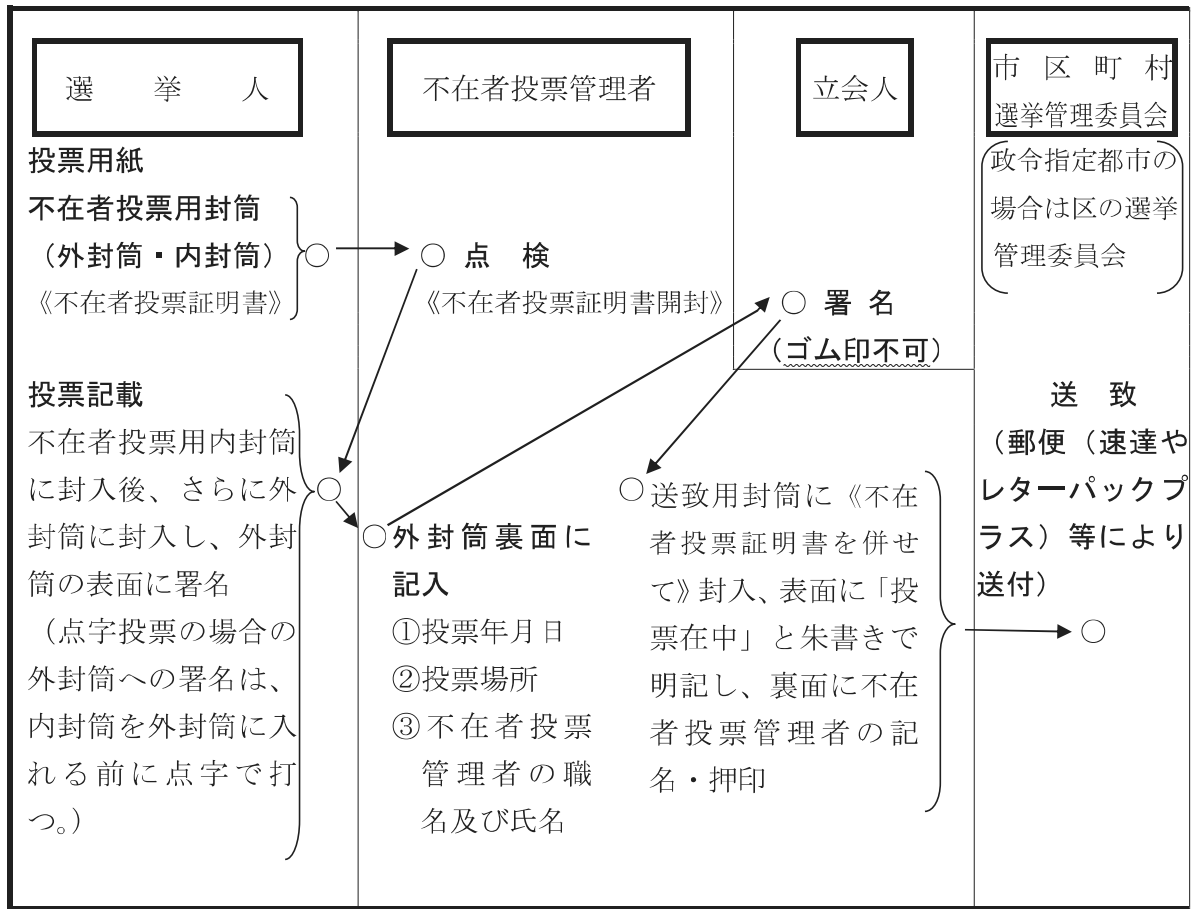 選挙人
不在者投票管理者
立会人
市区町村
選挙管理委員会
投票用紙
不在者投票用封筒
（外封筒・内封筒）○
《不在者投票証明書》
○ 点検
《不在者投票証明書開封》
○ 署名
（ゴム印不可）
政令指定都市の
場合は区の選挙
管理委員会
投票記載
不在者投票用内封筒
に封入後、さらに外
封筒に封入し、外封
筒の表面に署名
（点字投票の場合の
外封筒への署名は、
内封筒を外封筒に入
れる前に点字で打
つ。）
○
○外封筒裏面に
記入
①投票年月日
②投票場所
③不在者投票
管理者の職
名及び氏名
○送致用封筒に《不在
者投票証明書を併せ
て》封入、表面に「投
票在中」と朱書きで
明記し、裏面に不在
者投票管理者の記
名・押印
送致
（郵便（速達や
レターパックプ
ラス）等により
送付）
○